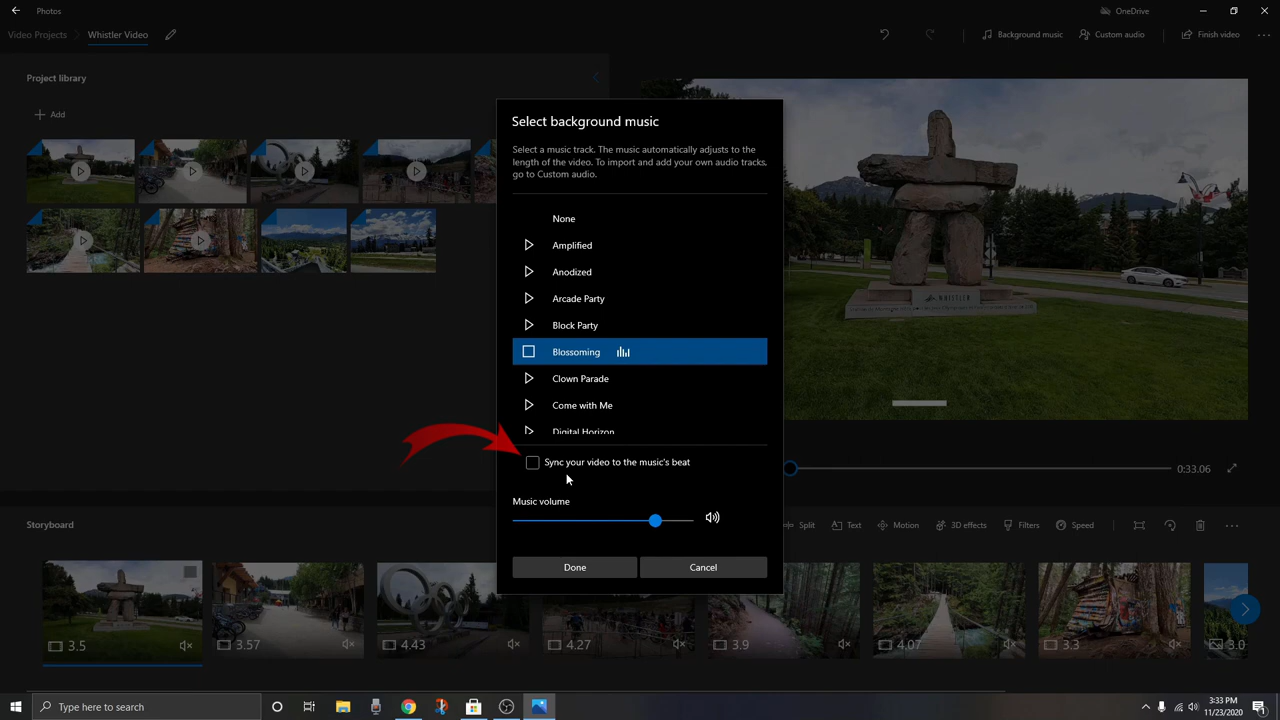 Photos
OneDrive
Video Projects
Whistler Video
Background music
Custom audio
Finish video
Project library
Add
Select background music
Select a music track. The music automatically adjusts to the
length of the video. To import and add your own audio tracks,
go to Custom audio.
None
Amplified
Anodized
Arcade Party
Block Party
Blossoming
Clown Parade
Come with Me
Digital Horizon
Sync your video to the music's beat
Music volume
Done
Cancel
WHISTLER
0:33.06
Storyboard
Split
Text
Motion
3D effects
Filters
Speed
3.5
3.57
4.43
4.27
3.9
4.07
3.3
3.0
Type here to search
3:33 PM
11/23/2020
1